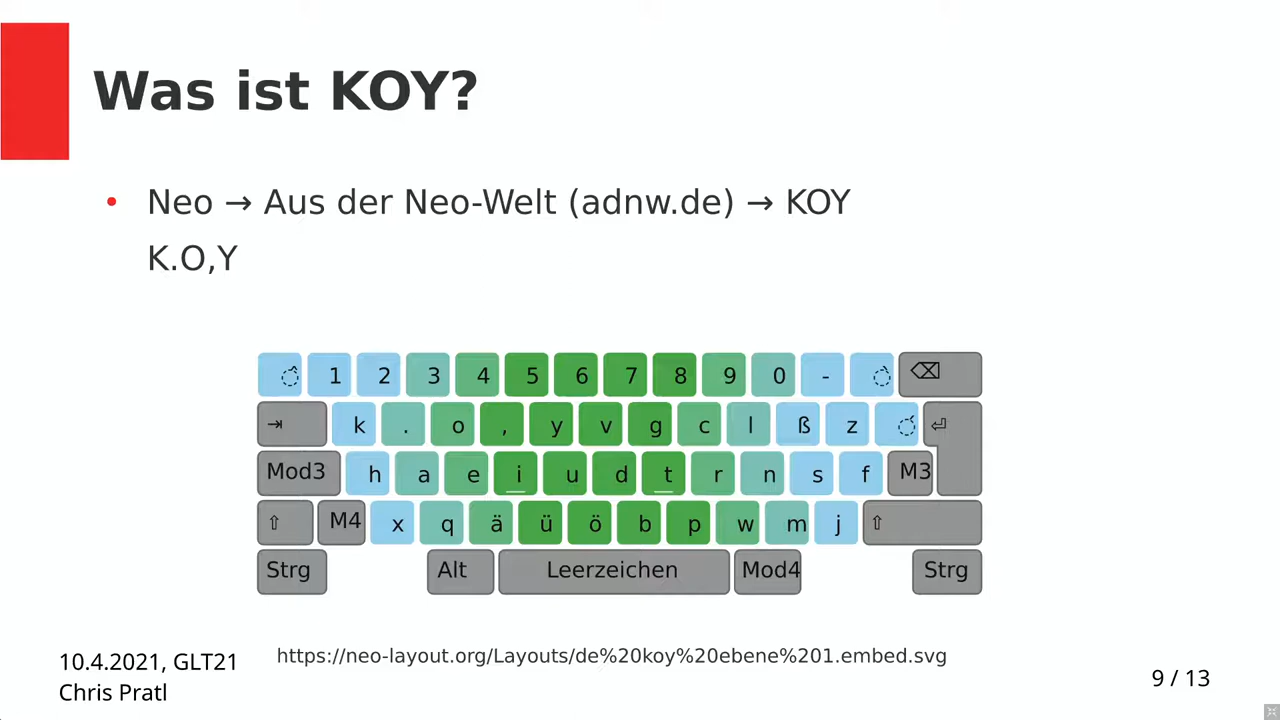 Was ist KOY?
• Neo → Aus der Neo-Welt (adnw.de) → KOY
K.O,Y
◌̂ 1 2 3 4 5 6 7 8 9 0 - ◌̀ ⌫
⇥ k . o , y v g c l ß z ◌́ ⏎
Mod3 h a e i u d t r n s f M3
⇧ M4 x q ä ü ö b p w m j ⇧
Strg Alt Leerzeichen Mod4 Strg
https://neo-layout.org/Layouts/de%20koy%20ebene%201.embed.svg
10.4.2021, GLT21
Chris Pratl
9 / 13